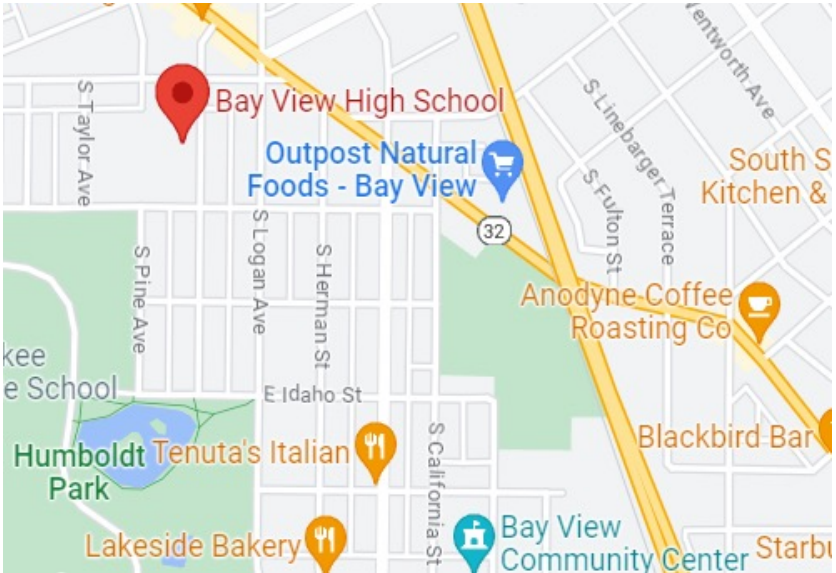 S Taylor Ave
Bay View High School
Outpost Natural
Foods - Bay View
32
Wentworth Ave
S Linebarger Terrace
S Fulton St
South S
Kitchen &
S Pine Ave
S Logan Ave
S Herman St
Anodyne Coffee
Roasting Co
kee
e School
E Idaho St
Humboldt
Park
Tenuta's Italian
S California St
Blackbird Bar
Lakeside Bakery
Bay View
Community Center
Starbu